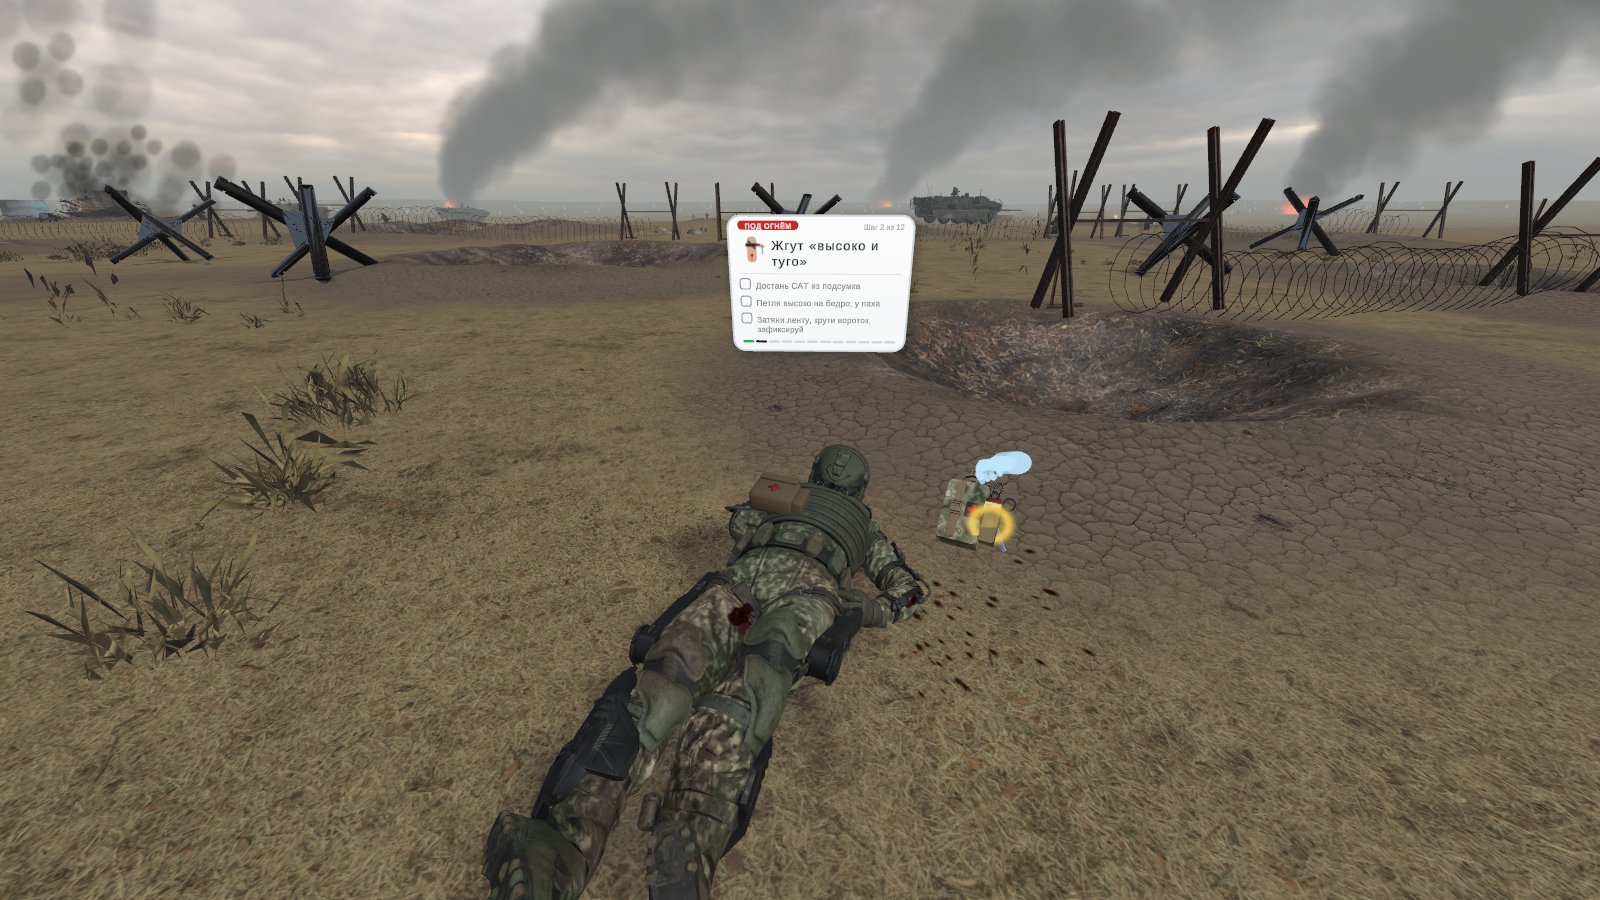 ПОД ОГНЁМ
Шаг 2 из 12
Жгут «высоко и
туго»
Достань CAT из подсумка
Петля высоко на бедро, у паха
Затяни ленту, крути вороток,
зафиксируй